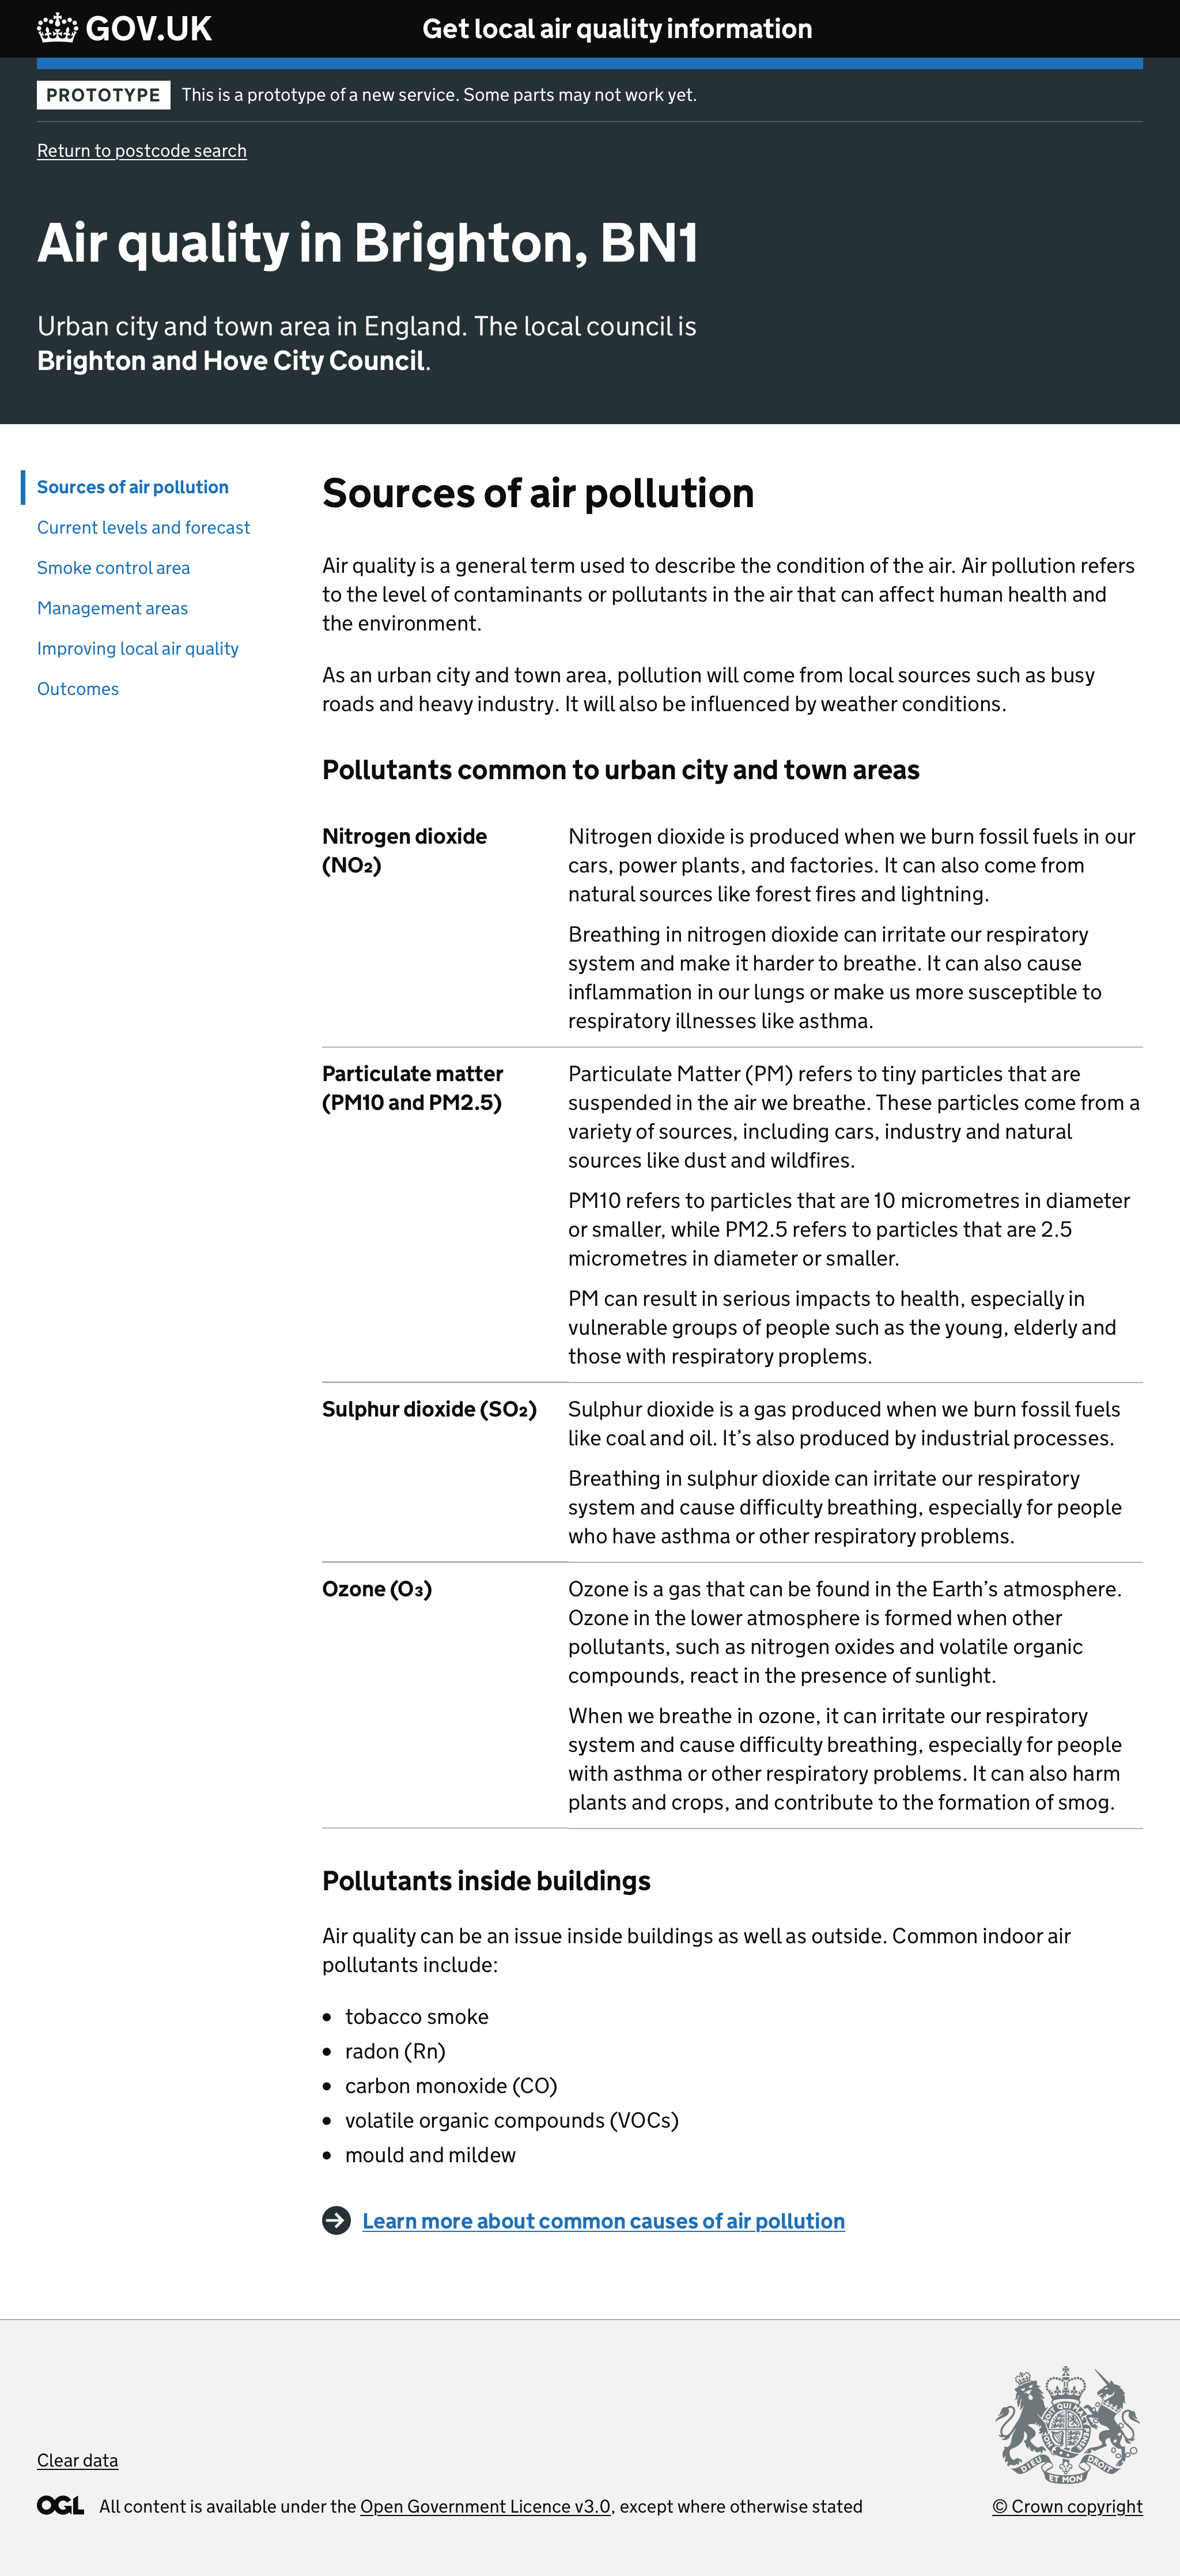 GOV.UK
Get local air quality information
PROTOTYPE This is a prototype of a new service. Some parts may not work yet.
Return to postcode search
Air quality in Brighton, BN1
Urban city and town area in England. The local council is
Brighton and Hove City Council.
Sources of air pollution
Current levels and forecast
Smoke control area
Management areas
Improving local air quality
Outcomes
Sources of air pollution
Air quality is a general term used to describe the condition of the air. Air pollution refers
to the level of contaminants or pollutants in the air that can affect human health and
the environment.
As an urban city and town area, pollution will come from local sources such as busy
roads and heavy industry. It will also be influenced by weather conditions.
Pollutants common to urban city and town areas
Nitrogen dioxide
(NO₂)
Nitrogen dioxide is produced when we burn fossil fuels in our
cars, power plants, and factories. It can also come from
natural sources like forest fires and lightning.
Breathing in nitrogen dioxide can irritate our respiratory
system and make it harder to breathe. It can also cause
inflammation in our lungs or make us more susceptible to
respiratory illnesses like asthma.
Particulate matter
(PM10 and PM2.5)
Particulate Matter (PM) refers to tiny particles that are
suspended in the air we breathe. These particles come from a
variety of sources, including cars, industry and natural
sources like dust and wildfires.
PM10 refers to particles that are 10 micrometres in diameter
or smaller, while PM2.5 refers to particles that are 2.5
micrometres in diameter or smaller.
PM can result in serious impacts to health, especially in
vulnerable groups of people such as the young, elderly and
those with respiratory proplems.
Sulphur dioxide (SO₂)
Sulphur dioxide is a gas produced when we burn fossil fuels
like coal and oil. It’s also produced by industrial processes.
Breathing in sulphur dioxide can irritate our respiratory
system and cause difficulty breathing, especially for people
who have asthma or other respiratory problems.
Ozone (O₃)
Ozone is a gas that can be found in the Earth’s atmosphere.
Ozone in the lower atmosphere is formed when other
pollutants, such as nitrogen oxides and volatile organic
compounds, react in the presence of sunlight.
When we breathe in ozone, it can irritate our respiratory
system and cause difficulty breathing, especially for people
with asthma or other respiratory problems. It can also harm
plants and crops, and contribute to the formation of smog.
Pollutants inside buildings
Air quality can be an issue inside buildings as well as outside. Common indoor air
pollutants include:
• tobacco smoke
• radon (Rn)
• carbon monoxide (CO)
• volatile organic compounds (VOCs)
• mould and mildew
Learn more about common causes of air pollution
DIEU ET MON DROIT
Clear data
OGL All content is available under the Open Government Licence v3.0, except where otherwise stated
© Crown copyright